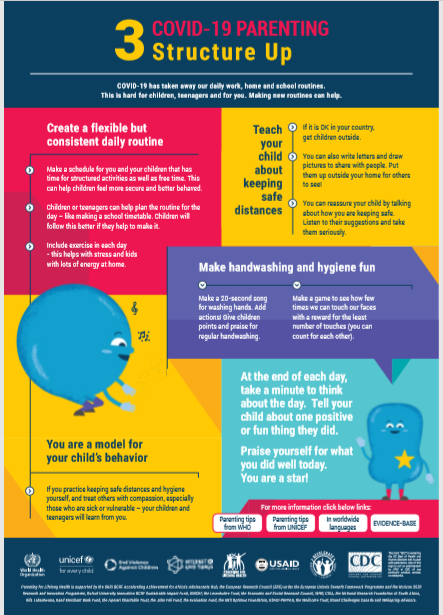 3 COVID-19 PARENTING
Structure Up
COVID-19 has taken away our daily work, home and school routines.
This is hard for children, teenagers and for you. Making new routines can help.
Create a flexible but
consistent daily routine
Make a schedule for you and your children that has
time for structured activities as well as free time. This
can help children feel more secure and better behaved.
Children or teenagers can help plan the routine for the
day – like making a school timetable. Children will
follow this better if they help to make it.
Include exercise in each day
- this helps with stress and kids
with lots of energy at home.
Teach
your
child
about
keeping
safe
distances
If it is OK in your country,
get children outside.
You can also write letters and draw
pictures to share with people. Put
them up outside your home for others
to see!
You can reassure your child by talking
about how you are keeping safe.
Listen to their suggestions and take
them seriously.
Make handwashing and hygiene fun
Make a 20-second song
for washing hands. Add
actions! Give children
points and praise for
regular handwashing.
Make a game to see how few
times we can touch our faces
with a reward for the least
number of touches (you can
count for each other).
You are a model for
your child's behavior
If you practice keeping safe distances and hygiene
yourself, and treat others with compassion, especially
those who are sick or vulnerable – your children and
teenagers will learn from you.
At the end of each day,
take a minute to think
about the day. Tell your
child about one positive
or fun thing they did.
Praise yourself for what
you did well today.
You are a star!
For more information click below links:
Parenting tips
from WHO
Parenting tips
from UNICEF
In worldwide
languages
EVIDENCE-BASE
World Health
Organization
unicef
for every child
End Violence
Against Children
USAID
CDC